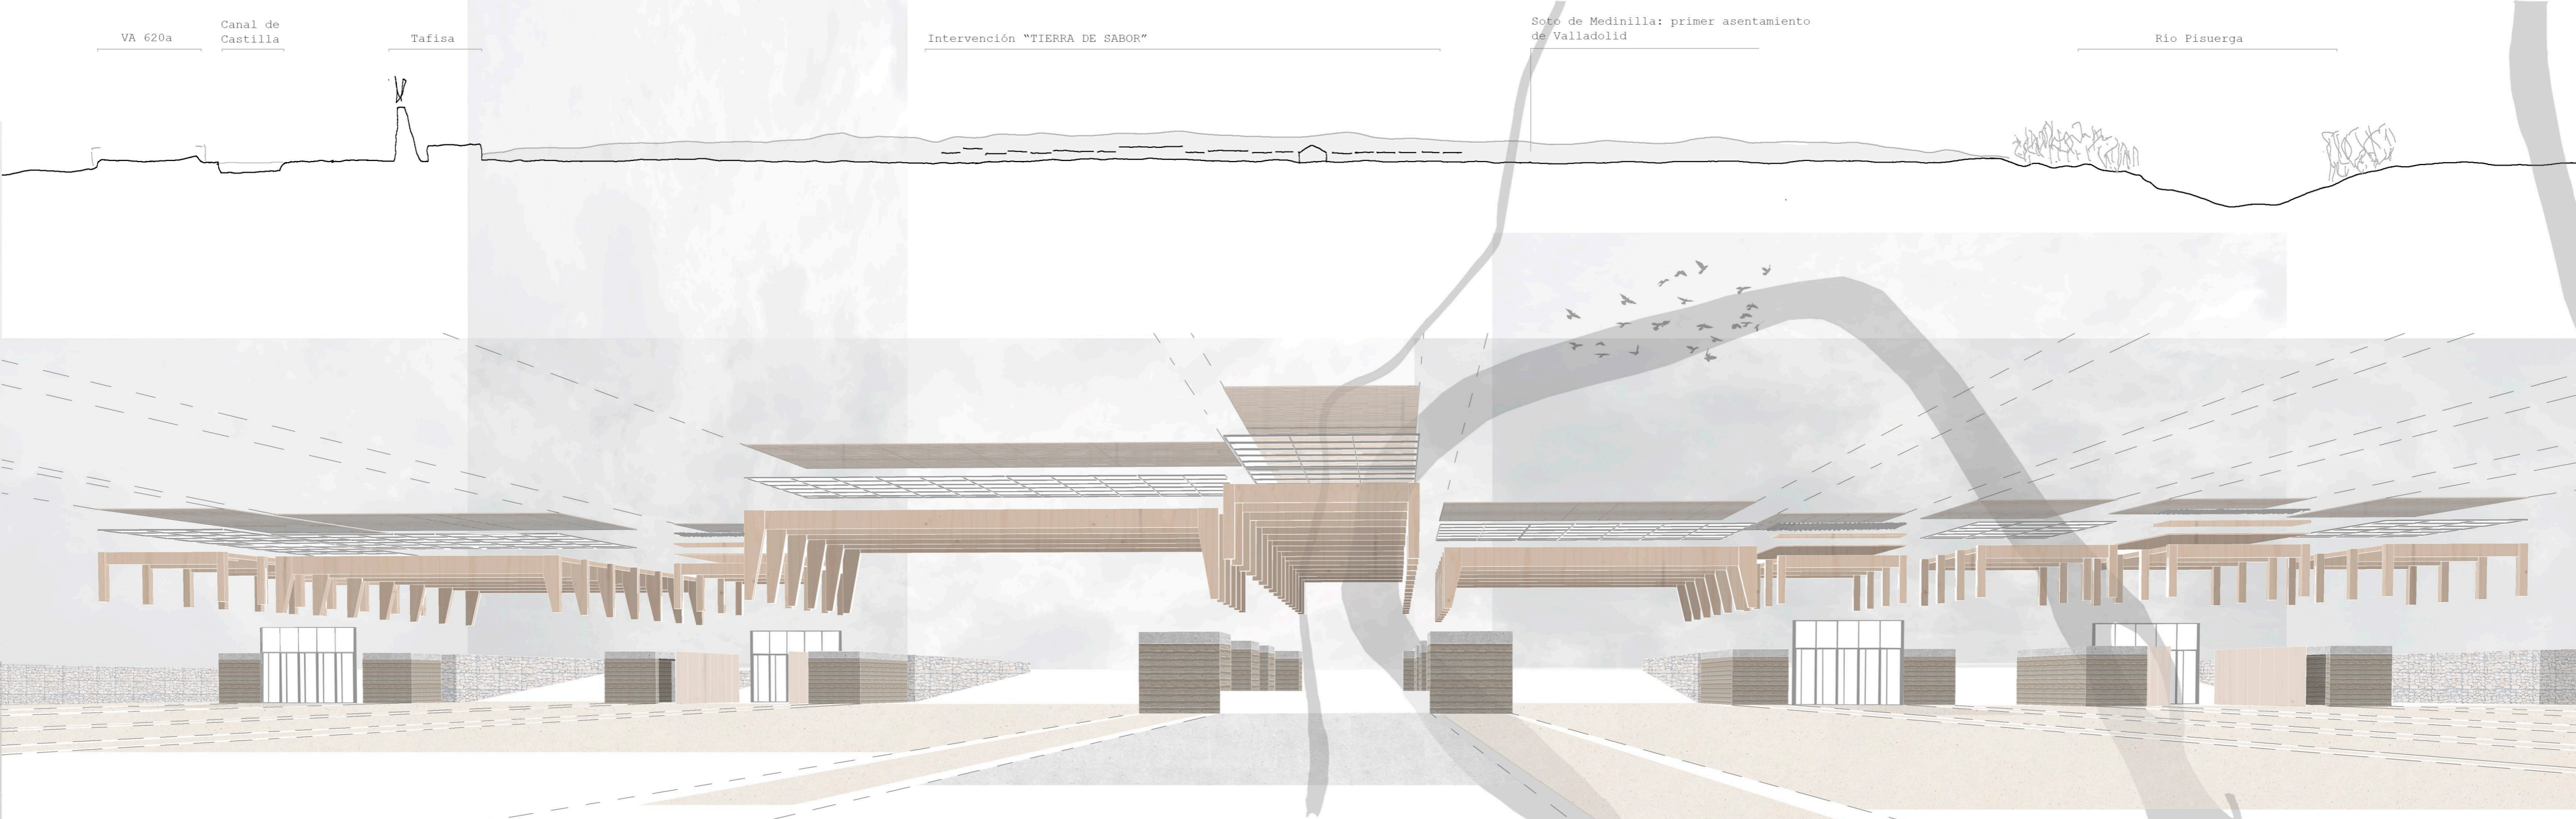 VA 620a
Canal de
Castilla
Tafisa
Intervención “TIERRA DE SABOR”
Soto de Medinilla: primer asentamiento
de Valladolid
Río Pisuerga